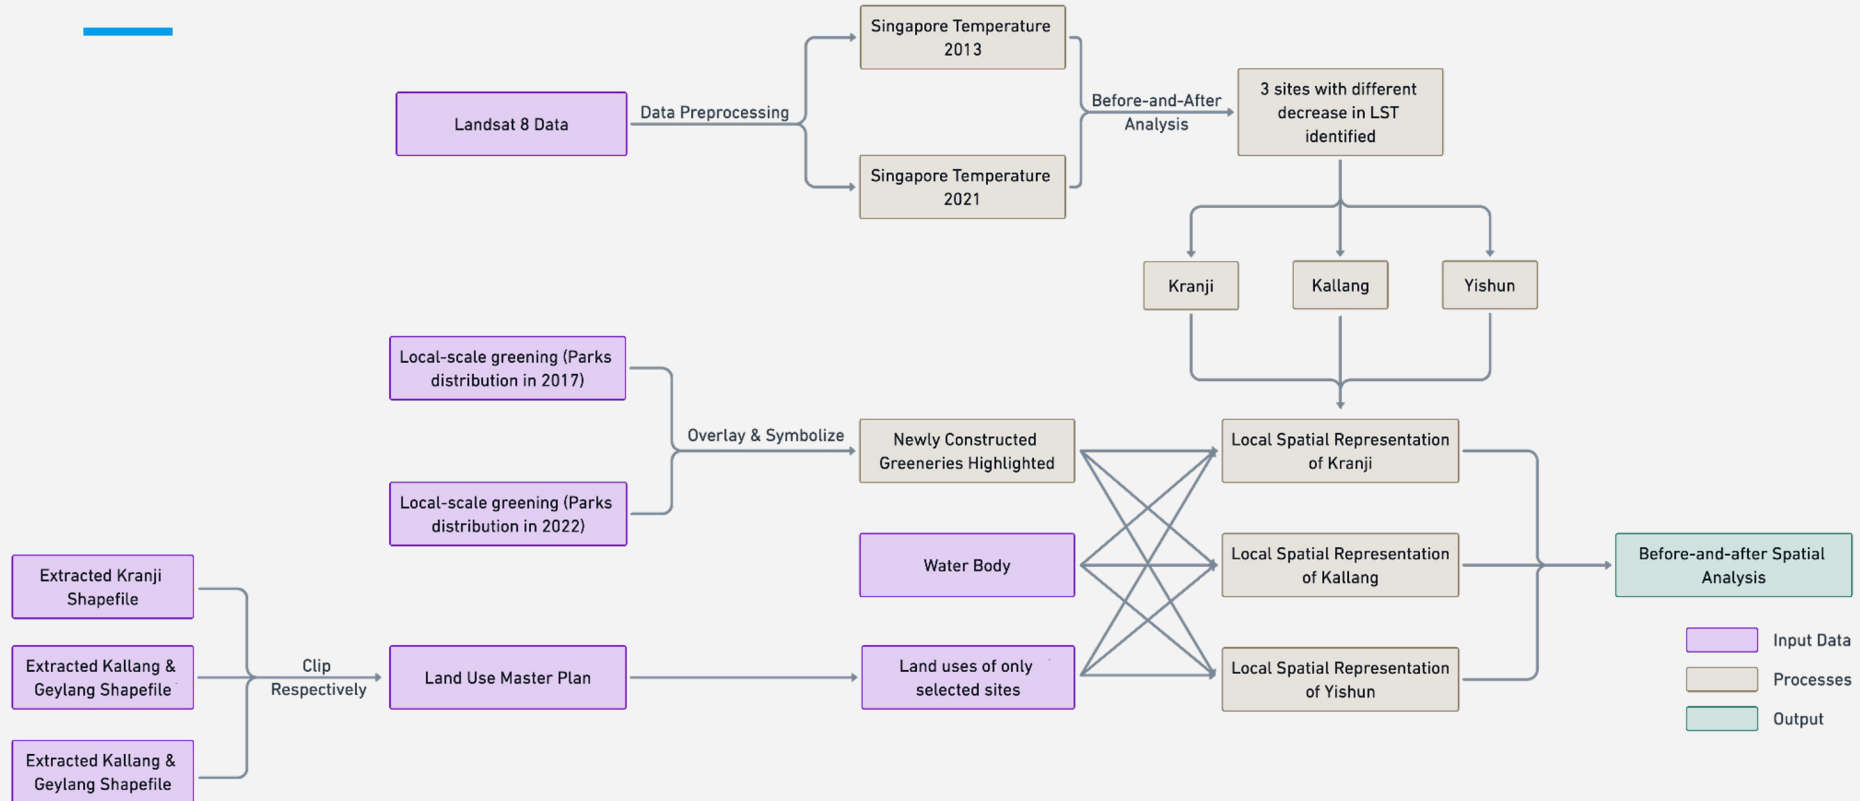 Singapore Temperature
2013
Landsat 8 Data
Data Preprocessing
Before-and-After
Analysis
3 sites with different
decrease in LST
identified
Singapore Temperature
2021
Kranji
Kallang
Yishun
Local-scale greening (Parks
distribution in 2017)
Overlay & Symbolize
Newly Constructed
Greeneries Highlighted
Local Spatial Representation
of Kranji
Local-scale greening (Parks
distribution in 2022)
Water Body
Local Spatial Representation
of Kallang
Before-and-after Spatial
Analysis
Extracted Kranji
Shapefile
Extracted Kallang &
Geylang Shapefile
Clip
Respectively
Land Use Master Plan
Land uses of only
selected sites
Local Spatial Representation
of Yishun
Extracted Kallang &
Geylang Shapefile
Input Data
Processes
Output